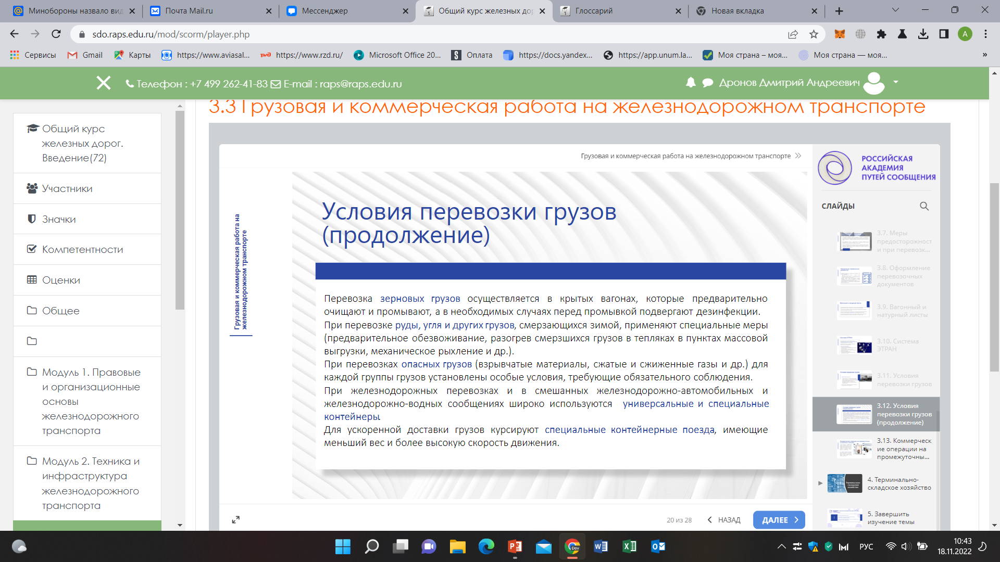 Минобороны назвало вид
Почта Mail.ru
Мессенджер
Общий курс железных дор
Глоссарий
Новая вкладка
sdo.raps.edu.ru/mod/scorm/player.php
A
Сервисы
Gmail
Карты
https://www.aviasal...
https://www.rzd.ru/
Microsoft Office 20...
Оплата
https://docs.yandex...
https://app.unum.la...
Моя страна – моя...
Моя страна — моя...
»
Телефон : +7 499 262-41-83 E-mail : raps@raps.edu.ru
Дронов Дмитрий Андреевич
3.3 Грузовая и коммерческая работа на железнодорожном транспорте
Общий курс
железных дорог.
Введение(72)
Участники
Значки
Компетентности
Оценки
Общее
Модуль 1. Правовые
и организационные
основы
железнодорожного
транспорта
Модуль 2. Техника и
инфраструктура
железнодорожного
транспорта
Грузовая и коммерческая работа на железнодорожном транспорте
Грузовая и коммерческая работа на
железнодорожном транспорте
Условия перевозки грузов
(продолжение)
Перевозка зерновых грузов осуществляется в крытых вагонах, которые предварительно
очищают и промывают, а в необходимых случаях перед промывкой подвергают дезинфекции.
При перевозке руды, угля и других грузов, смерзающихся зимой, применяют специальные меры
(предварительное обезвоживание, разогрев смерзшихся грузов в тепляках в пунктах массовой
выгрузки, механическое рыхление и др.).
При перевозках опасных грузов (взрывчатые материалы, сжатые и сжиженные газы и др.) для
каждой группы грузов установлены особые условия, требующие обязательного соблюдения.
При железнодорожных перевозках и в смешанных железнодорожно-автомобильных и
железнодорожно-водных сообщениях широко используются универсальные и специальные
контейнеры.
Для ускоренной доставки грузов курсируют специальные контейнерные поезда, имеющие
меньший вес и более высокую скорость движения.
20 из 28
НАЗАД
ДАЛЕЕ
РОССИЙСКАЯ
АКАДЕМИЯ
ПУТЕЙ СООБЩЕНИЯ
СЛАЙДЫ
3.7. Меры
предосторожност
и при перевозк...
3.8. Оформление
перевозочных
документов
3.9. Вагонный и
натурный листы
3.10. Система
ЭТРАН
3.11. Условия
перевозки грузов
3.12. Условия
перевозки грузов
(продолжение)
3.13. Коммерческ
ие операции на
промежуточны...
4. Терминально-
складское хозяйство
5. Завершить
изучение темы
РУС
10:43
18.11.2022